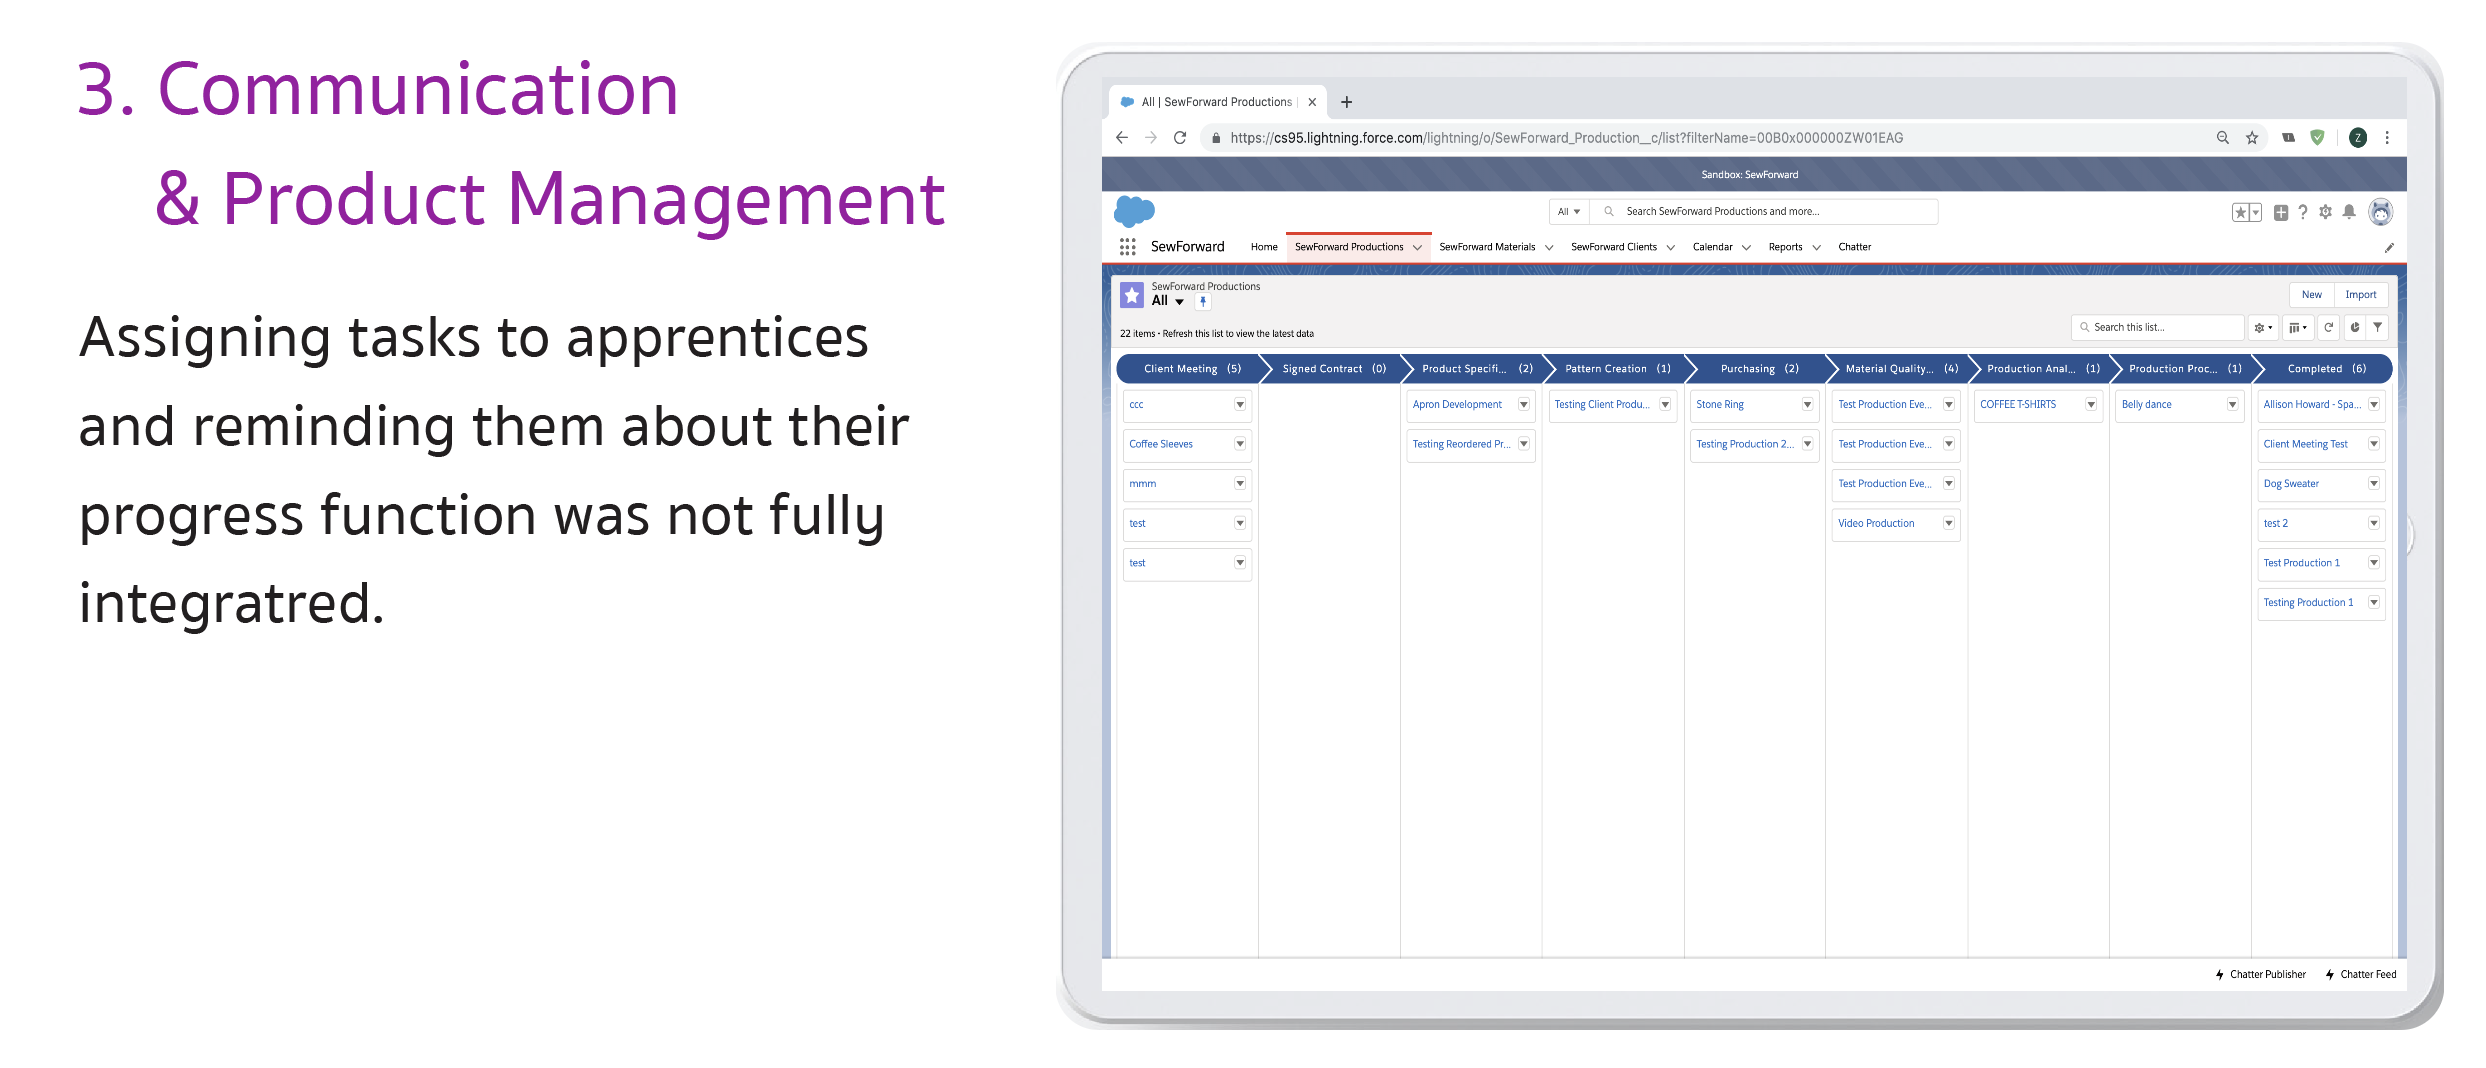 3. Communication
& Product Management
Assigning tasks to apprentices
and reminding them about their
progress function was not fully
integratred.
All | SewForward Productions
https://cs95.lightning.force.com/lightning/o/SewForward_Production__c/list?filterName=00B0x000000ZW01EAG
Z
Sandbox: SewForward
All Search SewForward Productions and more...
SewForward Home SewForward Productions SewForward Materials SewForward Clients Calendar Reports Chatter
SewForward Productions
All
New Import
22 items • Refresh this list to view the latest data
Search this list...
Client Meeting (5) Signed Contract (0) Product Specifi... (2) Pattern Creation (1) Purchasing (2) Material Quality... (4) Production Anal... (1) Production Proc... (1) Completed (6)
ccc Apron Development Testing Client Produ... Stone Ring Test Production Eve... COFFEE T-SHIRTS Belly dance Allison Howard - Spa...
Coffee Sleeves Testing Reordered Pr... Testing Production 2... Test Production Eve... Client Meeting Test
mmm Test Production Eve... Dog Sweater
test Video Production test 2
test Test Production 1
Testing Production 1
Chatter Publisher Chatter Feed